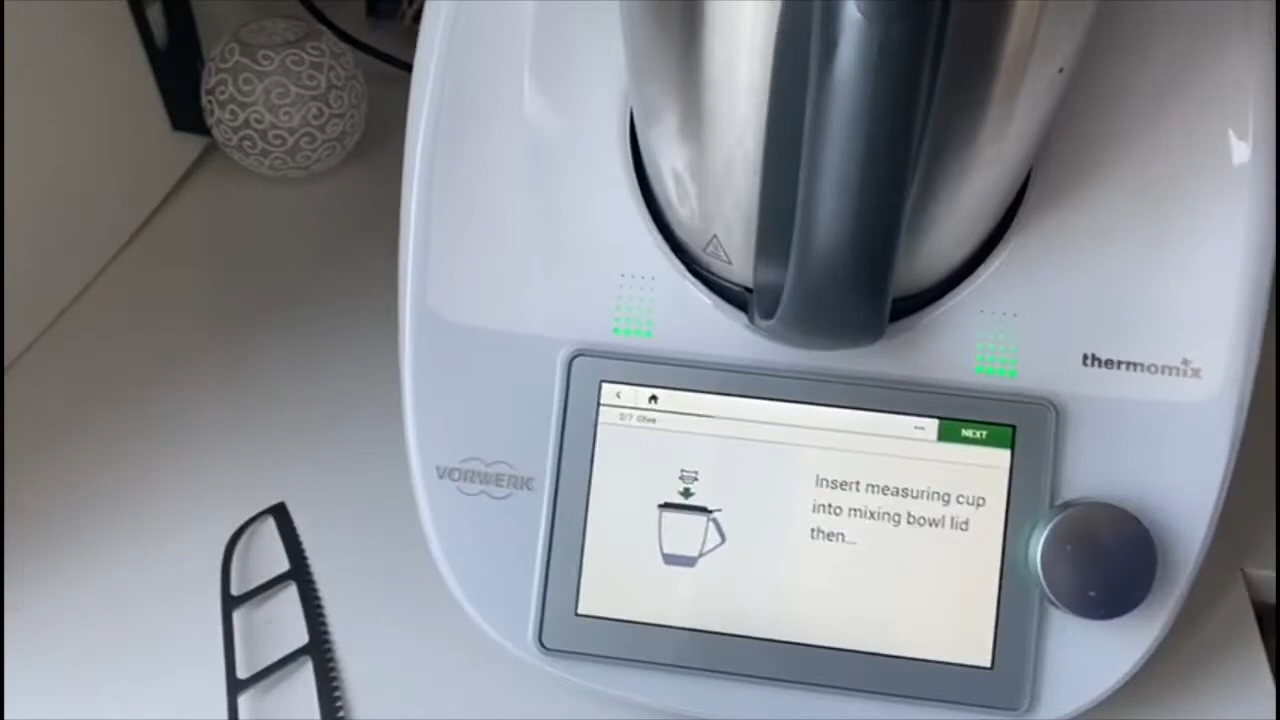 thermomix
VORWERK
NEXT
Insert measuring cup
into mixing bowl lid
then...